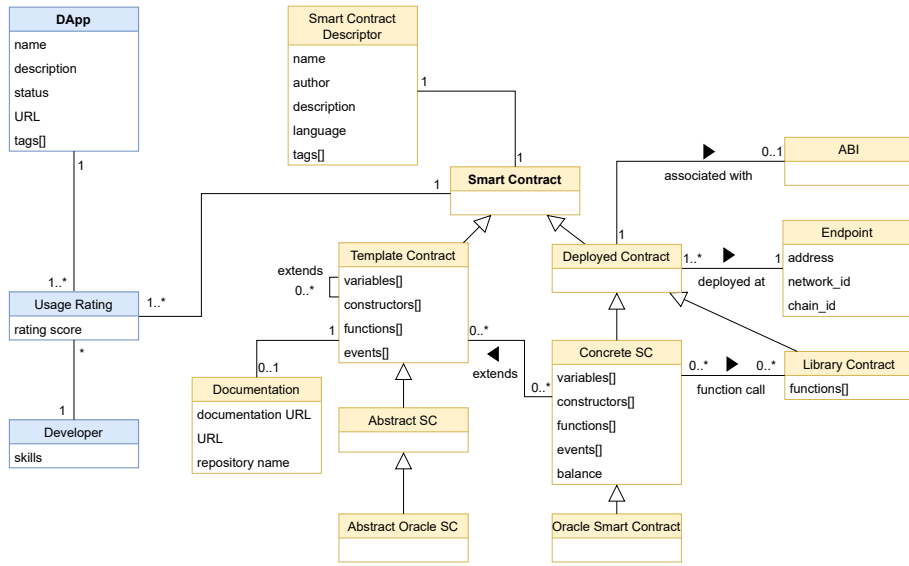 DApp
name
description
status
URL
tags[]
Smart Contract
Descriptor
name
author
description
language
tags[]
1
1
Smart Contract
1
1
1..*
1..*
Usage Rating
rating score
*
1
Developer
skills
ABI
0..1
associated with
1
Endpoint
address
network_id
chain_id
Deployed Contract
1..*
1
deployed at
Template Contract
variables[]
constructors[]
functions[]
events[]
extends
0..*
1
0..1
Documentation
documentation URL
URL
repository name
0..*
extends
0..*
Abstract SC
Abstract Oracle SC
Concrete SC
variables[]
constructors[]
functions[]
events[]
balance
0..*
0..*
function call
Library Contract
functions[]
Oracle Smart Contract